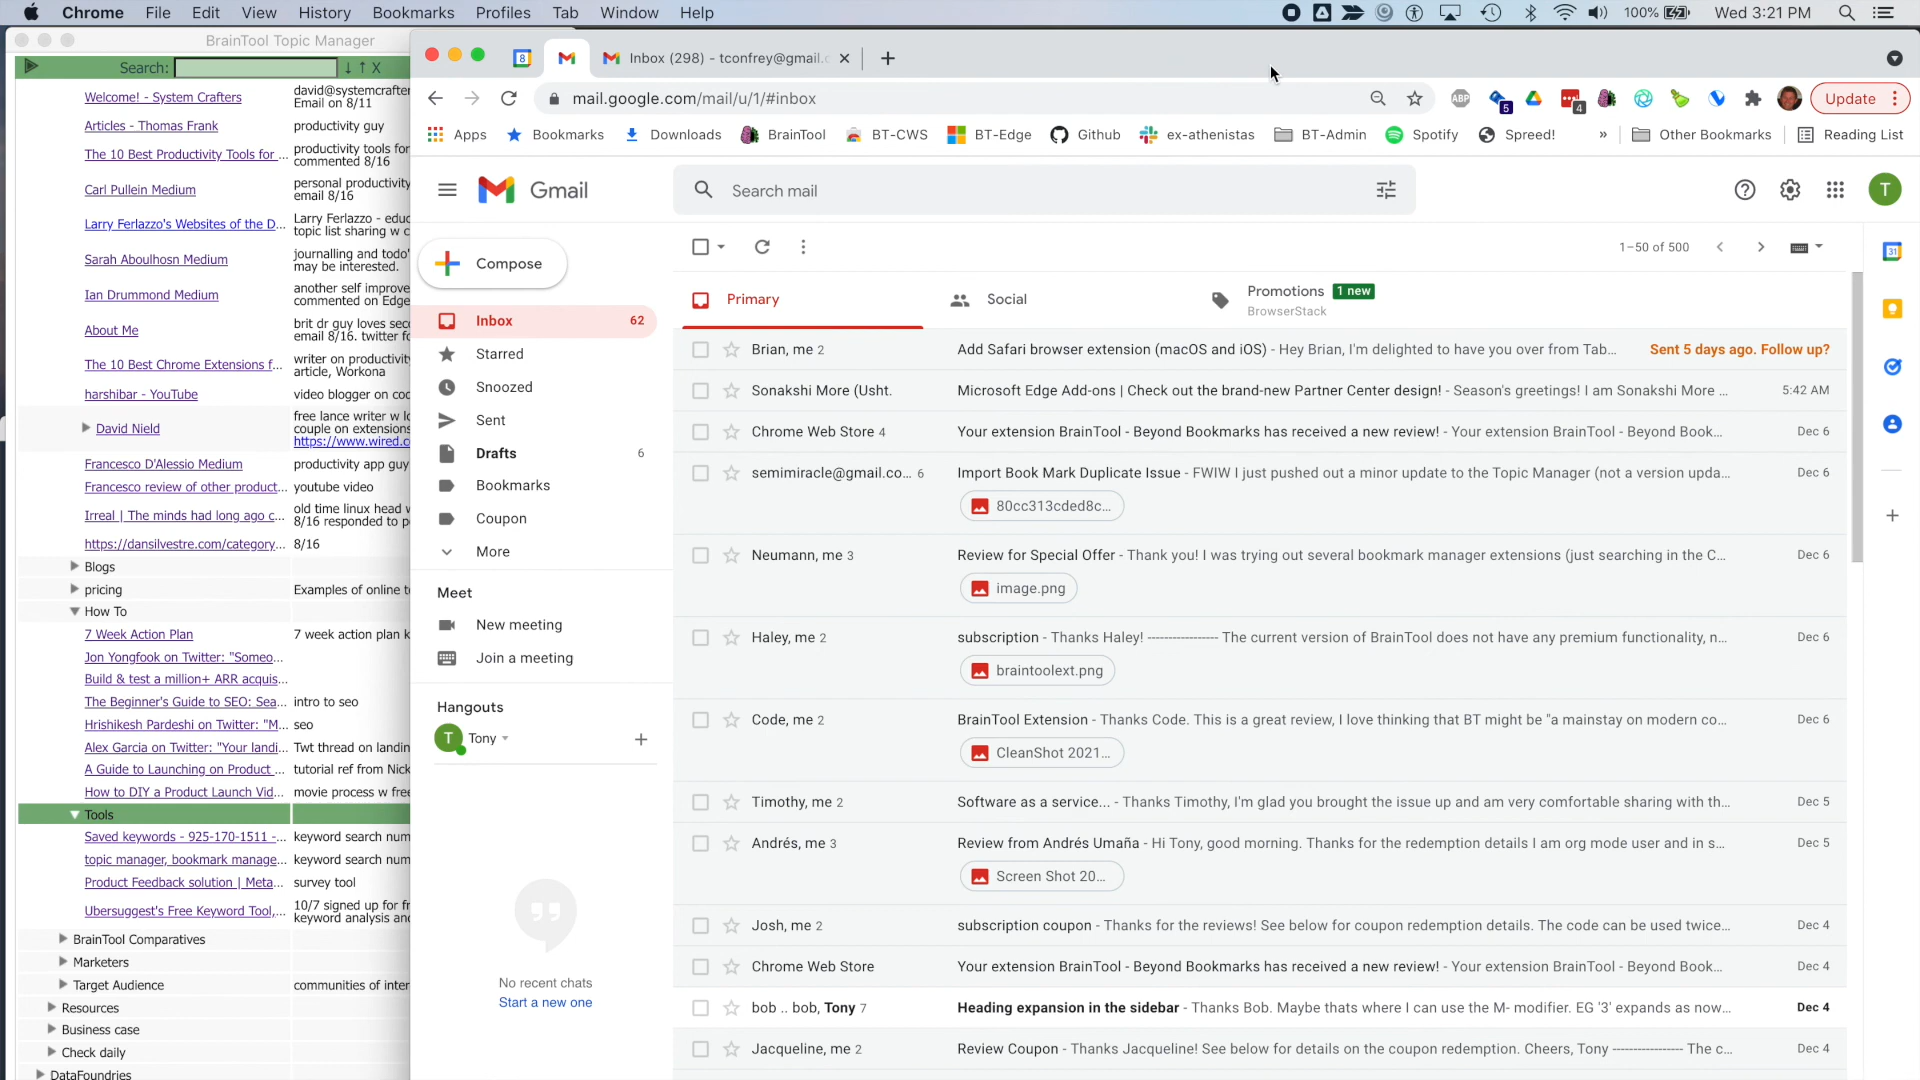 Chrome File Edit View History Bookmarks Profiles Tab Window Help
100% Wed 3:21 PM
BrainTool Topic Manager
Search: ↓ ↑ X
Welcome! - System Crafters david@systemcrafter
Email on 8/11
Articles - Thomas Frank productivity guy
The 10 Best Productivity Tools for ... productivity tools for
commented 8/16
Carl Pullein Medium personal productivity
email 8/16
Larry Ferlazzo's Websites of the D... Larry Ferlazzo - educ
topic list sharing w c
Sarah Aboulhosn Medium journalling and todo'
may be interested.
Ian Drummond Medium another self improve
commented on Edge
About Me brit dr guy loves seco
email 8/16. twitter fo
The 10 Best Chrome Extensions f... writer on productivity
article, Workona
harshibar - YouTube video blogger on coo
David Nield free lance writer w lo
couple on extensions
https://www.wired.co
Francesco D'Alessio Medium productivity app guy
Francesco review of other product... youtube video
Irreal | The minds had long ago c... old time linux head w
8/16 responded to p
https://dansilvestre.com/category... 8/16
Blogs
pricing Examples of online to
How To
7 Week Action Plan 7 week action plan k
Jon Yongfook on Twitter: "Someo...
Build & test a million+ ARR acquis...
The Beginner's Guide to SEO: Sea... intro to seo
Hrishikesh Pardeshi on Twitter: "M... seo
Alex Garcia on Twitter: "Your landi... Twt thread on landin
A Guide to Launching on Product ... tutorial ref from Nick
How to DIY a Product Launch Vid... movie process w free
Tools
Saved keywords - 925-170-1511 -... keyword search num
topic manager, bookmark manage... keyword search num
Product Feedback solution | Meta... survey tool
Ubersuggest's Free Keyword Tool,... 10/7 signed up for fr
keyword analysis and
BrainTool Comparatives
Marketers
Target Audience communities of inter
Resources
Business case
Check daily
DataFoundries
8 Inbox (298) - tconfrey@gmail.c
mail.google.com/mail/u/1/#inbox ABP 5 4 Update
Apps Bookmarks Downloads BrainTool BT-CWS BT-Edge Github ex-athenistas BT-Admin Spotify Spreed! » Other Bookmarks Reading List
Gmail Search mail T
Compose
Inbox 62
Starred
Snoozed
Sent
Drafts 6
Bookmarks
Coupon
More
Meet
New meeting
Join a meeting
Hangouts
T Tony
No recent chats
Start a new one
1–50 of 500
31
Primary Social Promotions 1 new
BrowserStack
Brian, me 2 Add Safari browser extension (macOS and iOS) - Hey Brian, I'm delighted to have you over from Tab... Sent 5 days ago. Follow up?
Sonakshi More (Usht. Microsoft Edge Add-ons | Check out the brand-new Partner Center design! - Season's greetings! I am Sonakshi More ... 5:42 AM
Chrome Web Store 4 Your extension BrainTool - Beyond Bookmarks has received a new review! - Your extension BrainTool - Beyond Book... Dec 6
semimiracle@gmail.co... 6 Import Book Mark Duplicate Issue - FWIW I just pushed out a minor update to the Topic Manager (not a version upda... Dec 6
80cc313cded8c...
Neumann, me 3 Review for Special Offer - Thank you! I was trying out several bookmark manager extensions (just searching in the C... Dec 6
image.png
Haley, me 2 subscription - Thanks Haley! ---------------- The current version of BrainTool does not have any premium functionality, n... Dec 6
braintoolext.png
Code, me 2 BrainTool Extension - Thanks Code. This is a great review, I love thinking that BT might be "a mainstay on modern co... Dec 6
CleanShot 2021...
Timothy, me 2 Software as a service... - Thanks Timothy, I'm glad you brought the issue up and am very comfortable sharing with th... Dec 5
Andrés, me 3 Review from Andrés Umaña - Hi Tony, good morning. Thanks for the redemption details I am org mode user and in s... Dec 5
Screen Shot 20...
Josh, me 2 subscription coupon - Thanks for the reviews! See below for coupon redemption details. The code can be used twice... Dec 4
Chrome Web Store Your extension BrainTool - Beyond Bookmarks has received a new review! - Your extension BrainTool - Beyond Book... Dec 4
bob .. bob, Tony 7 Heading expansion in the sidebar - Thanks Bob. Maybe thats where I can use the M- modifier. EG '3' expands as now... Dec 4
Jacqueline, me 2 Review Coupon - Thanks Jacqueline! See below for details on the coupon redemption. Cheers, Tony ---------------- The c... Dec 4